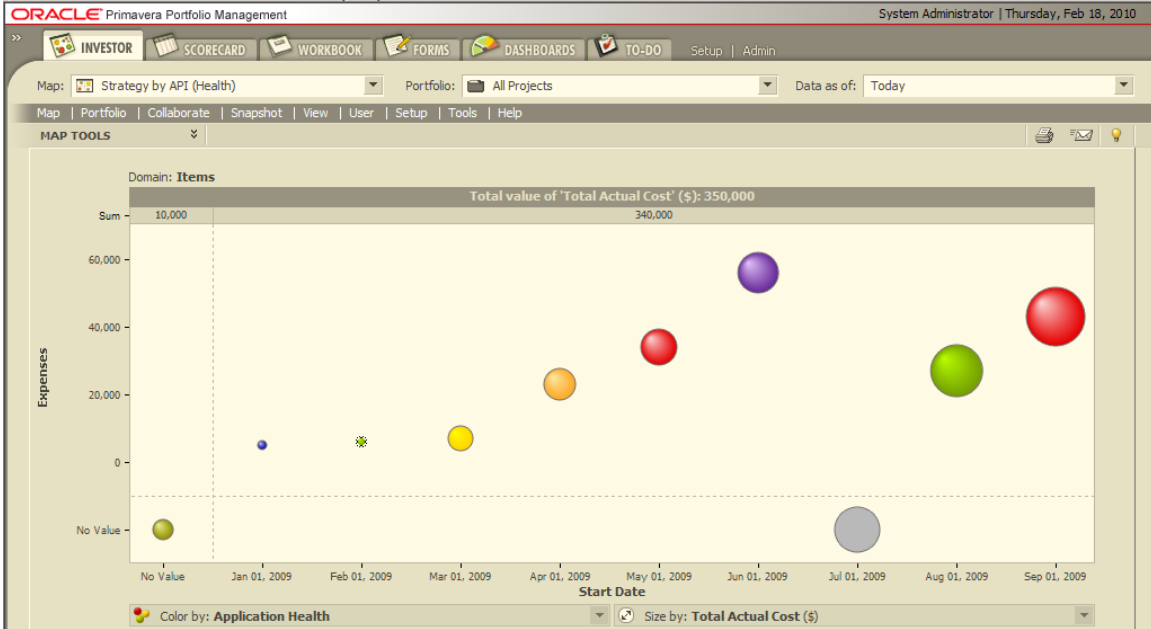 ORACLE Primavera Portfolio Management System Administrator | Thursday, Feb 18, 2010
» INVESTOR SCORECARD WORKBOOK FORMS DASHBOARDS TO-DO Setup | Admin
Map: Strategy by API (Health) Portfolio: All Projects Data as of: Today
Map | Portfolio | Collaborate | Snapshot | View | User | Setup | Tools | Help
MAP TOOLS
Domain: Items
Total value of 'Total Actual Cost' ($): 350,000
Sum 10,000 340,000
60,000
40,000
Expenses
20,000
0
No Value
No Value Jan 01, 2009 Feb 01, 2009 Mar 01, 2009 Apr 01, 2009 May 01, 2009 Jun 01, 2009 Jul 01, 2009 Aug 01, 2009 Sep 01, 2009
Start Date
Color by: Application Health Size by: Total Actual Cost ($)